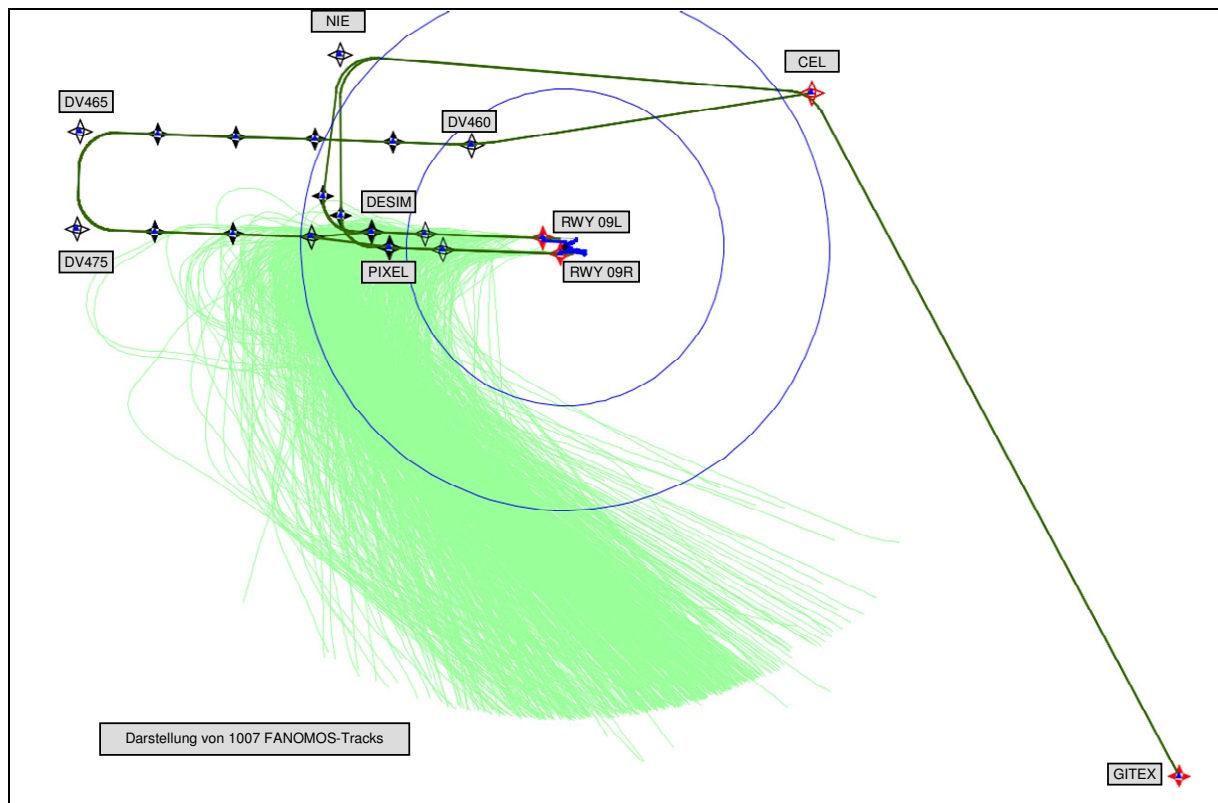 NIE
CEL
DV465
DV460
DESIM
RWY 09L
DV475
PIXEL
RWY 09R
Darstellung von 1007 FANOMOS-Tracks
GITEX